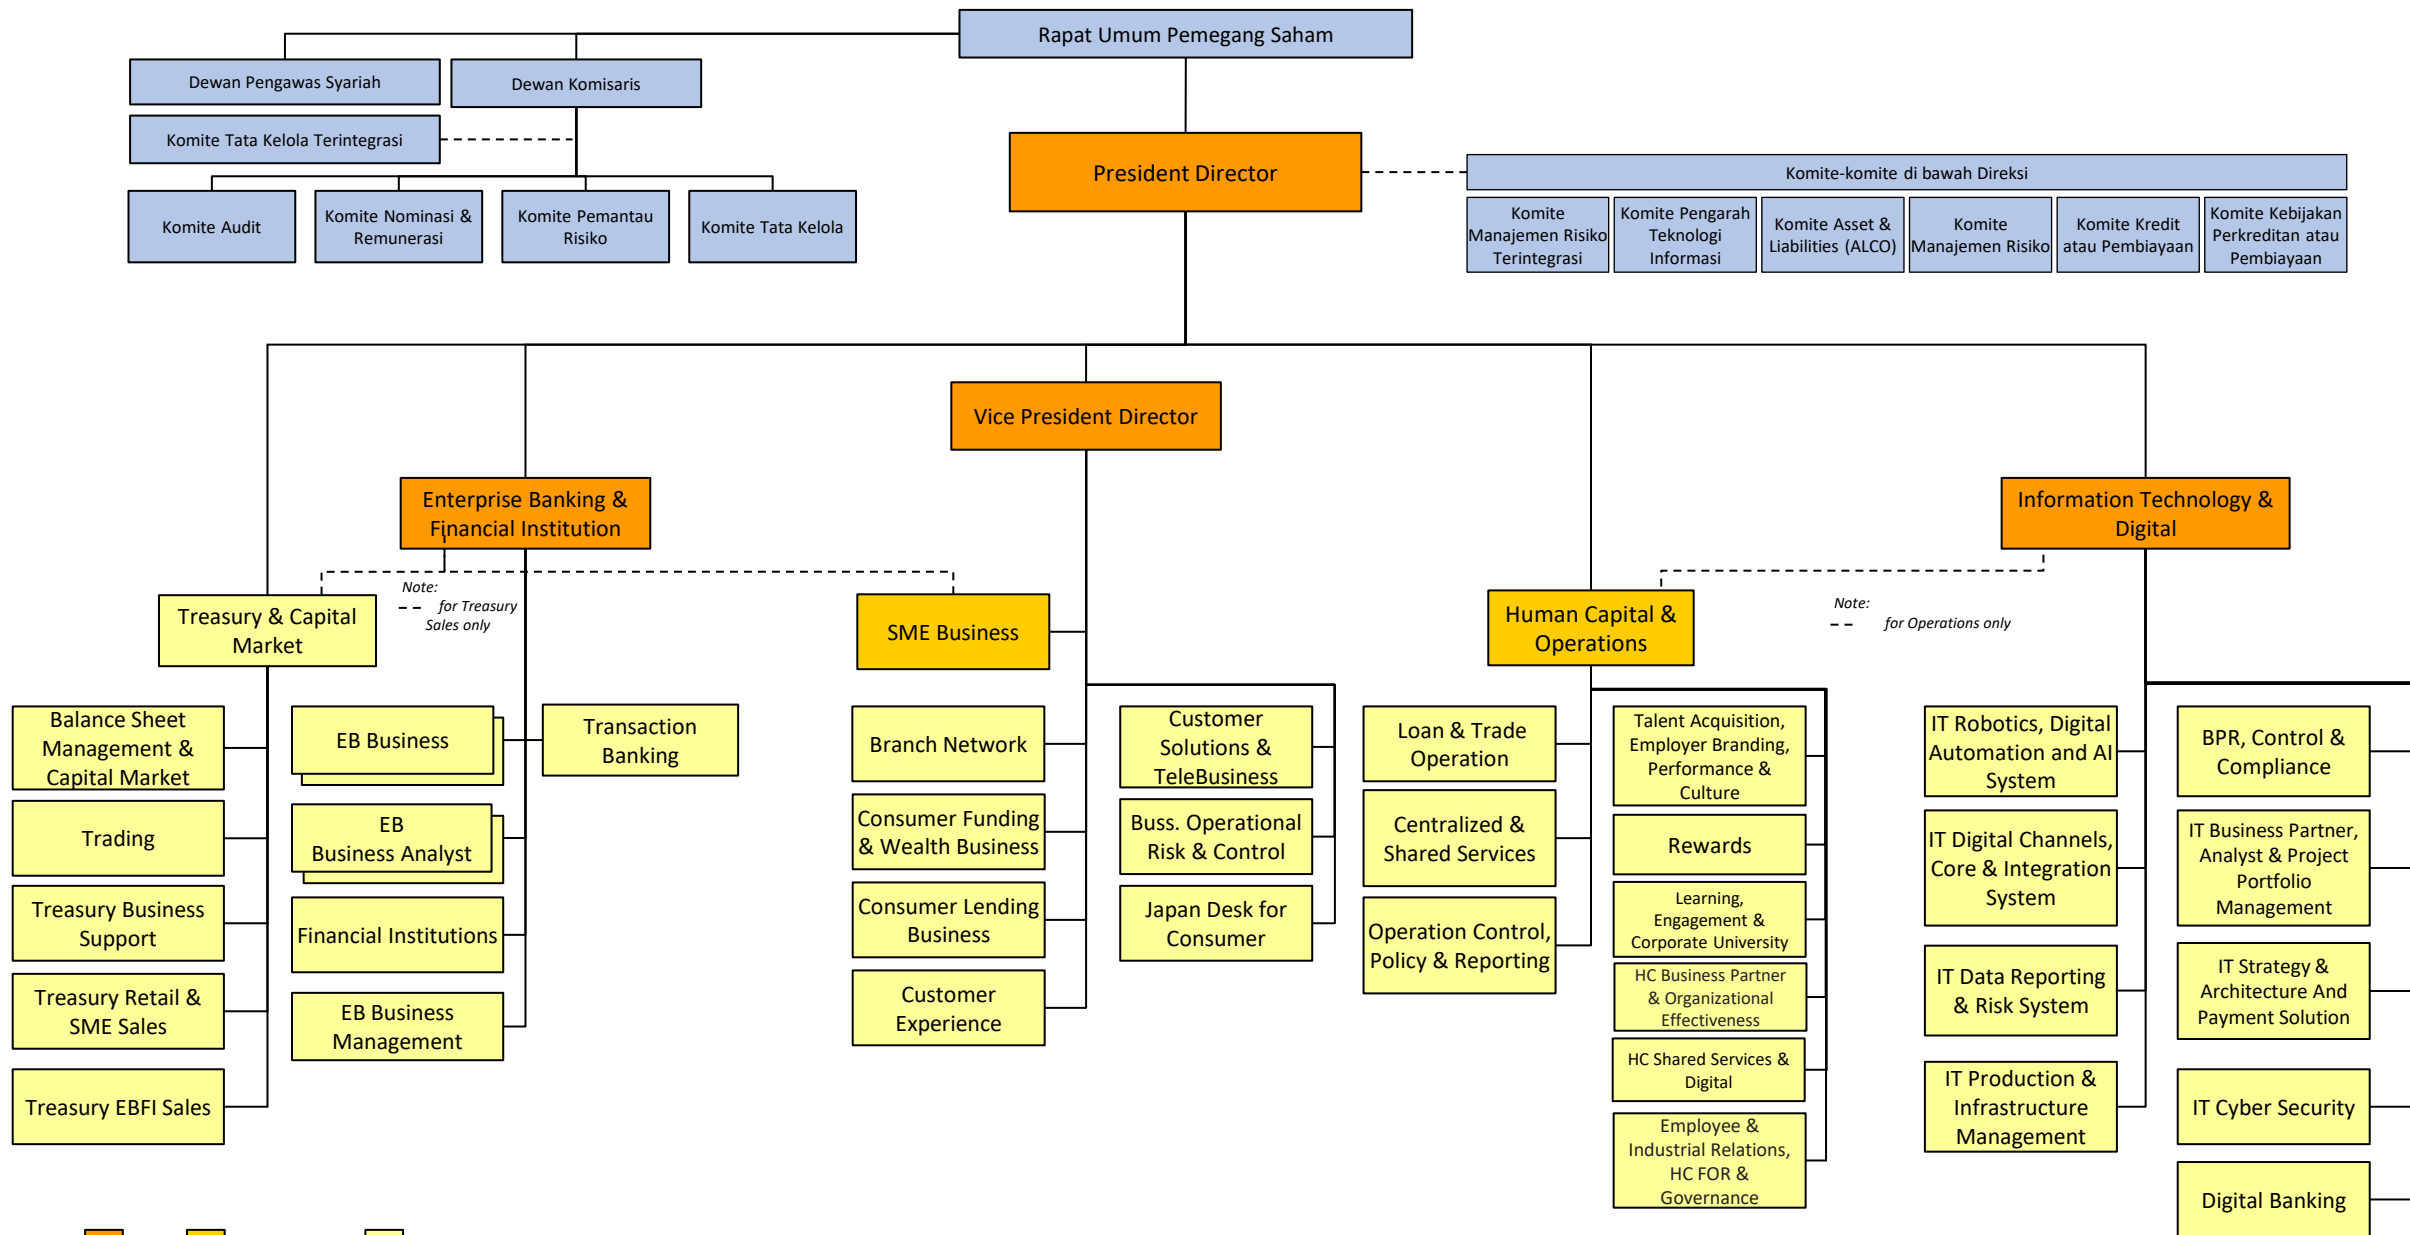 Rapat Umum Pemegang Saham
Dewan Pengawas Syariah
Dewan Komisaris
Komite Tata Kelola Terintegrasi
President Director
Komite-komite di bawah Direksi
Komite Audit
Komite Nominasi &
Remunerasi
Komite Pemantau
Risiko
Komite Tata Kelola
Komite
Manajemen Risiko
Terintegrasi
Komite Pengarah
Teknologi
Informasi
Komite Asset &
Liabilities (ALCO)
Komite
Manajemen Risiko
Komite Kredit
atau Pembiayaan
Komite Kebijakan
Perkreditan atau
Pembiayaan
Vice President Director
Enterprise Banking &
Financial Institution
Information Technology &
Digital
Note:
-- for Treasury
Sales only
Treasury & Capital
Market
SME Business
Human Capital &
Operations
Note:
-- for Operations only
Balance Sheet
Management &
Capital Market
Trading
Treasury Business
Support
Treasury Retail &
SME Sales
Treasury EBFI Sales
EB Business
EB
Business Analyst
Financial Institutions
EB Business
Management
Transaction
Banking
Branch Network
Consumer Funding
& Wealth Business
Consumer Lending
Business
Customer
Experience
Customer
Solutions &
TeleBusiness
Buss. Operational
Risk & Control
Japan Desk for
Consumer
Loan & Trade
Operation
Centralized &
Shared Services
Operation Control,
Policy & Reporting
Talent Acquisition,
Employer Branding,
Performance &
Culture
Rewards
Learning,
Engagement &
Corporate University
HC Business Partner
& Organizational
Effectiveness
HC Shared Services &
Digital
Employee &
Industrial Relations,
HC FOR &
Governance
IT Robotics, Digital
Automation and AI
System
IT Digital Channels,
Core & Integration
System
IT Data Reporting
& Risk System
IT Production &
Infrastructure
Management
BPR, Control &
Compliance
IT Business Partner,
Analyst & Project
Portfolio
Management
IT Strategy &
Architecture And
Payment Solution
IT Cyber Security
Digital Banking